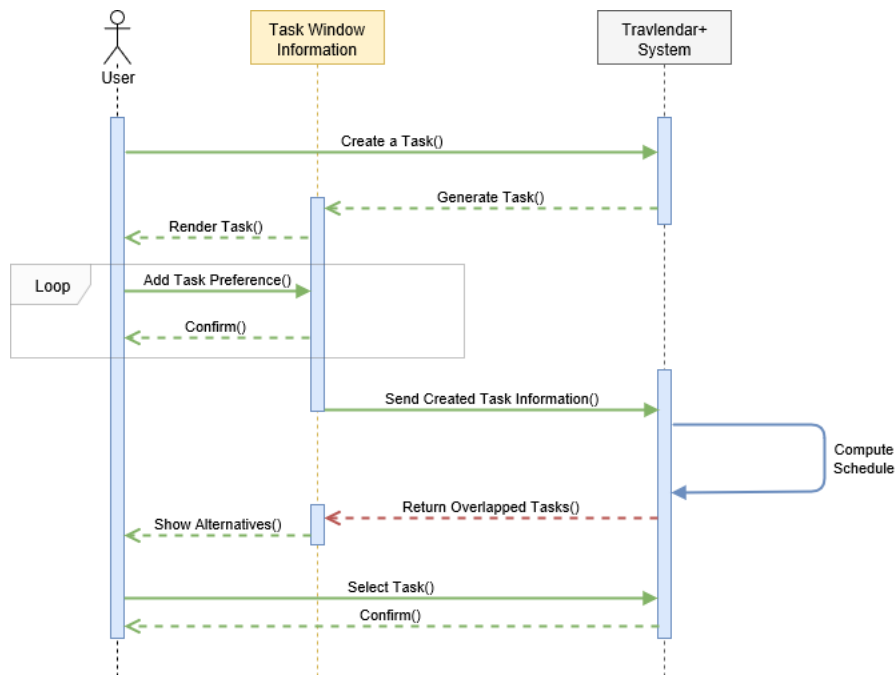 User
Task Window
Information
Travlendar+
System
Create a Task()
Generate Task()
Render Task()
Loop
Add Task Preference()
Confirm()
Send Created Task Information()
Compute
Schedule
Return Overlapped Tasks()
Show Alternatives()
Select Task()
Confirm()